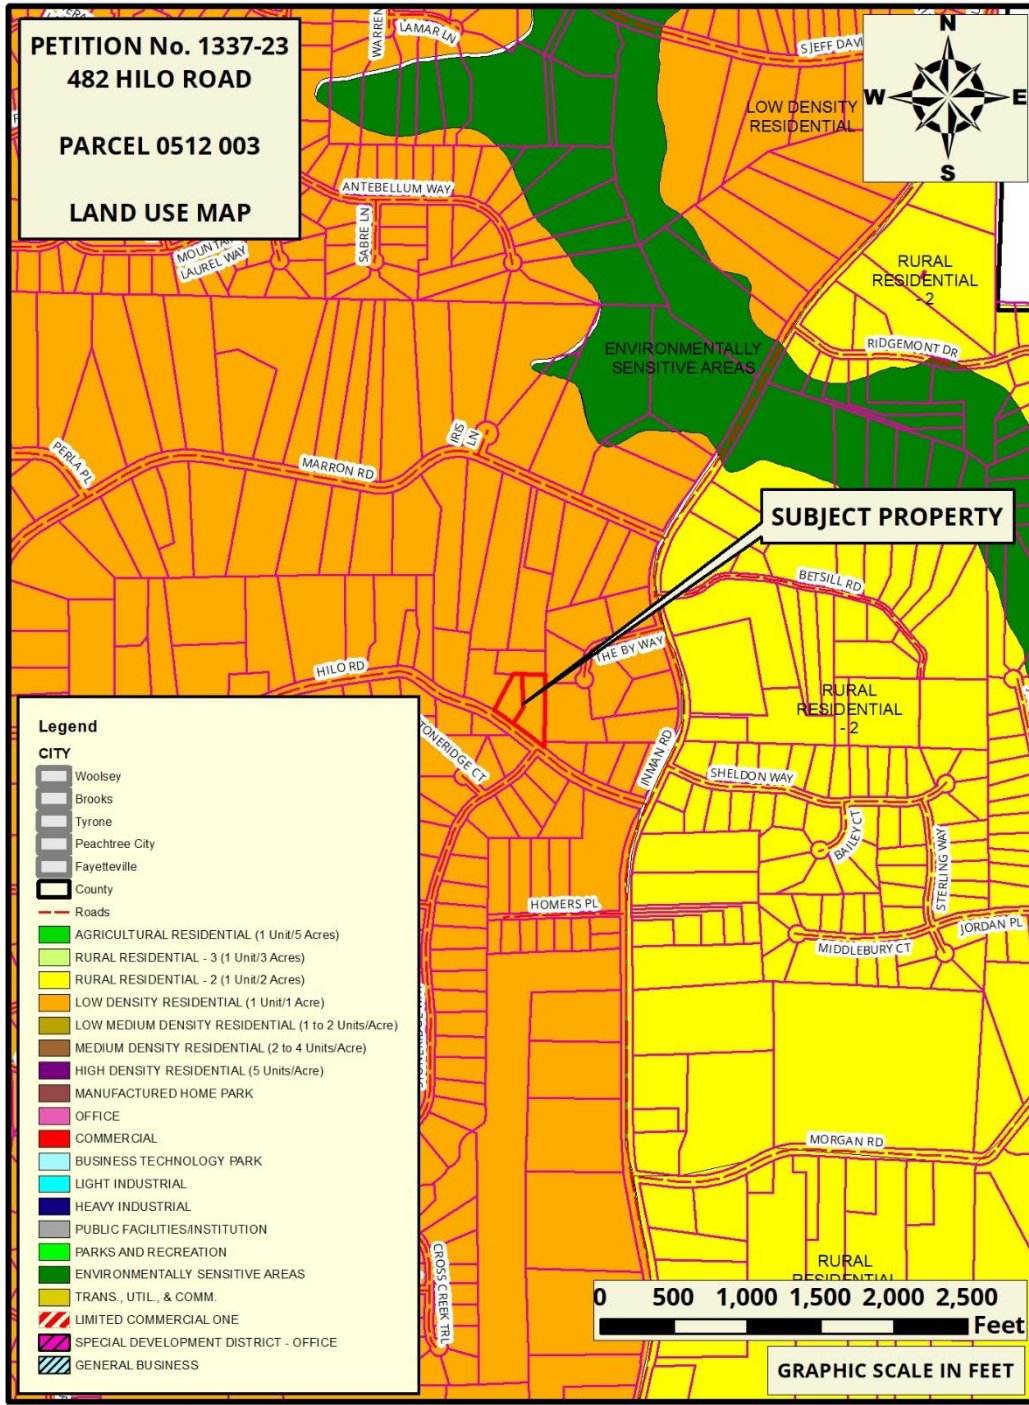 PETITION No. 1337-23
482 HILO ROAD
PARCEL 0512 003
LAND USE MAP
WARREN
LAMAR LN
S JEFF DAVI
N
W
E
S
LOW DENSITY
RESIDENTIAL
ANTEBELLUM WAY
SABRE LN
MOUNTAI
LAUREL WAY
RURAL
RESIDENTIAL
- 2
RIDGEMONT DR
ENVIRONMENTALLY
SENSITIVE AREAS
IRIS
LN
PERLA PL
MARRON RD
SUBJECT PROPERTY
BETSILL RD
THE BY WAY
HILO RD
RURAL
RESIDENTIAL
- 2
TONERIDGE CT
INMAN RD
SHELDON WAY
BAILEY CT
STERLING WAY
HOMERS PL
JORDAN PL
MIDDLEBURY CT
MORGAN RD
CROSS CREEK TRL
RURAL
RESIDENTIAL
Legend
CITY
Woolsey
Brooks
Tyrone
Peachtree City
Fayetteville
County
Roads
AGRICULTURAL RESIDENTIAL (1 Unit/5 Acres)
RURAL RESIDENTIAL - 3 (1 Unit/3 Acres)
RURAL RESIDENTIAL - 2 (1 Unit/2 Acres)
LOW DENSITY RESIDENTIAL (1 Unit/1 Acre)
LOW MEDIUM DENSITY RESIDENTIAL (1 to 2 Units/Acre)
MEDIUM DENSITY RESIDENTIAL (2 to 4 Units/Acre)
HIGH DENSITY RESIDENTIAL (5 Units/Acre)
MANUFACTURED HOME PARK
OFFICE
COMMERCIAL
BUSINESS TECHNOLOGY PARK
LIGHT INDUSTRIAL
HEAVY INDUSTRIAL
PUBLIC FACILITIES/INSTITUTION
PARKS AND RECREATION
ENVIRONMENTALLY SENSITIVE AREAS
TRANS., UTIL., & COMM.
LIMITED COMMERCIAL ONE
SPECIAL DEVELOPMENT DISTRICT - OFFICE
GENERAL BUSINESS
0 500 1,000 1,500 2,000 2,500
Feet
GRAPHIC SCALE IN FEET